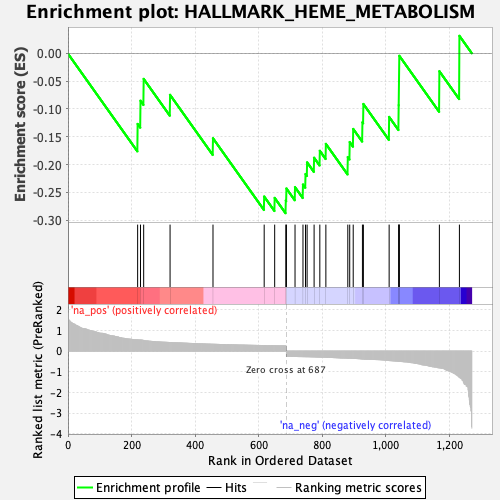 Enrichment plot: HALLMARK_HEME_METABOLISM
Enrichment score (ES)
0.00
-0.05
-0.10
-0.15
-0.20
-0.25
-0.30
'na_pos' (positively correlated)
Ranked list metric (PreRanked)
2
1
0
-1
-2
-3
-4
Zero cross at 687
'na_neg' (negatively correlated)
0 200 400 600 800 1,000 1,200
Rank in Ordered Dataset
Enrichment profile Hits Ranking metric scores